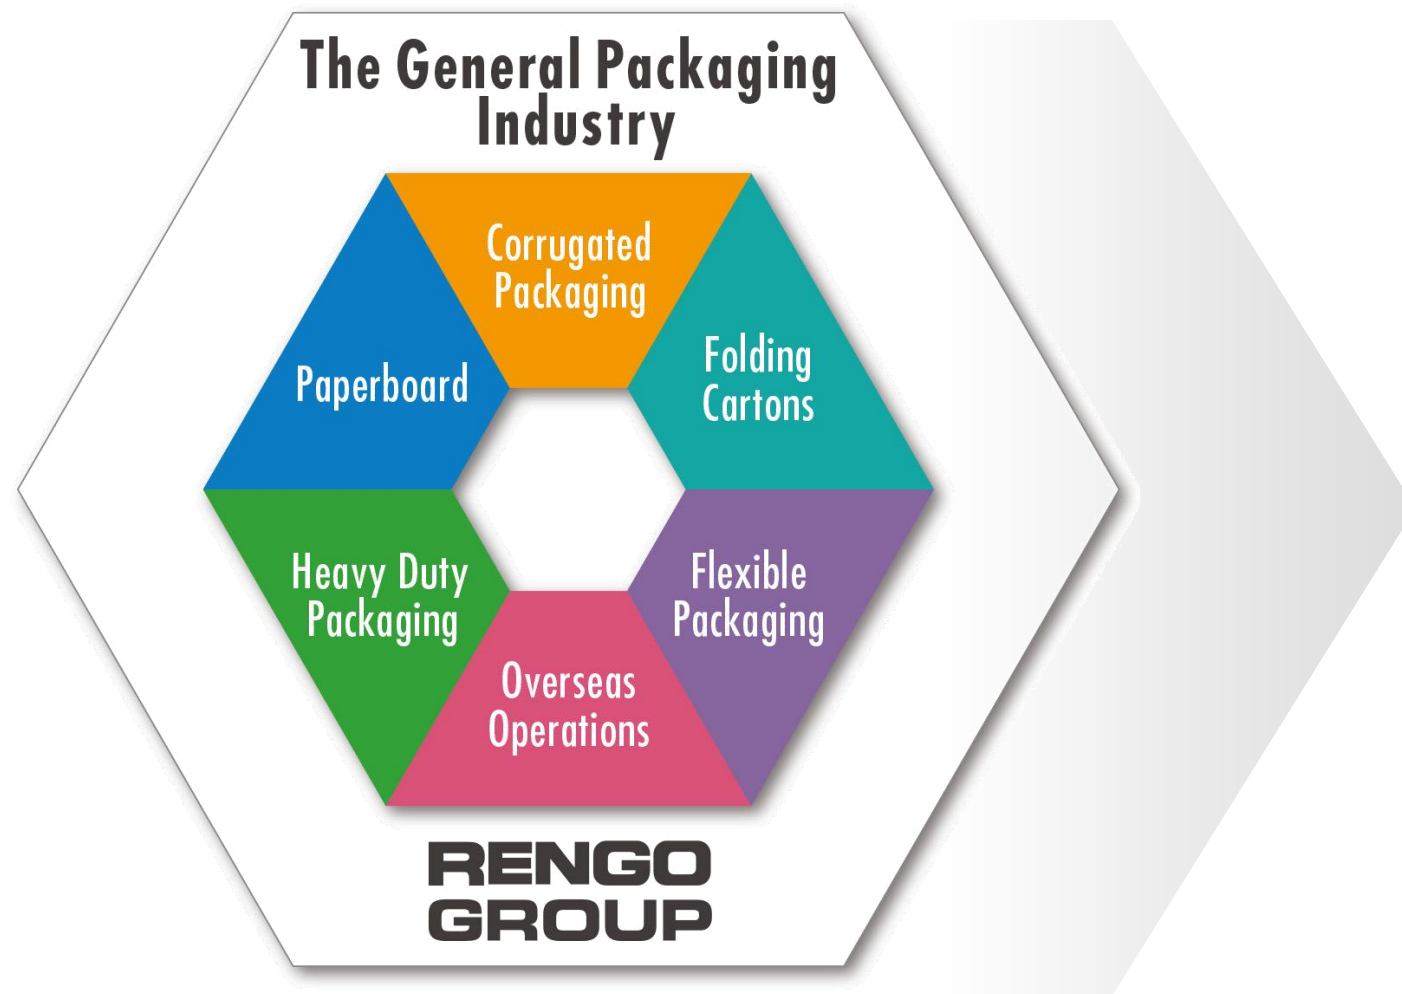 The General Packaging
Industry
Corrugated
Packaging
Folding
Cartons
Paperboard
Heavy Duty
Packaging
Flexible
Packaging
Overseas
Operations
RENGO
GROUP